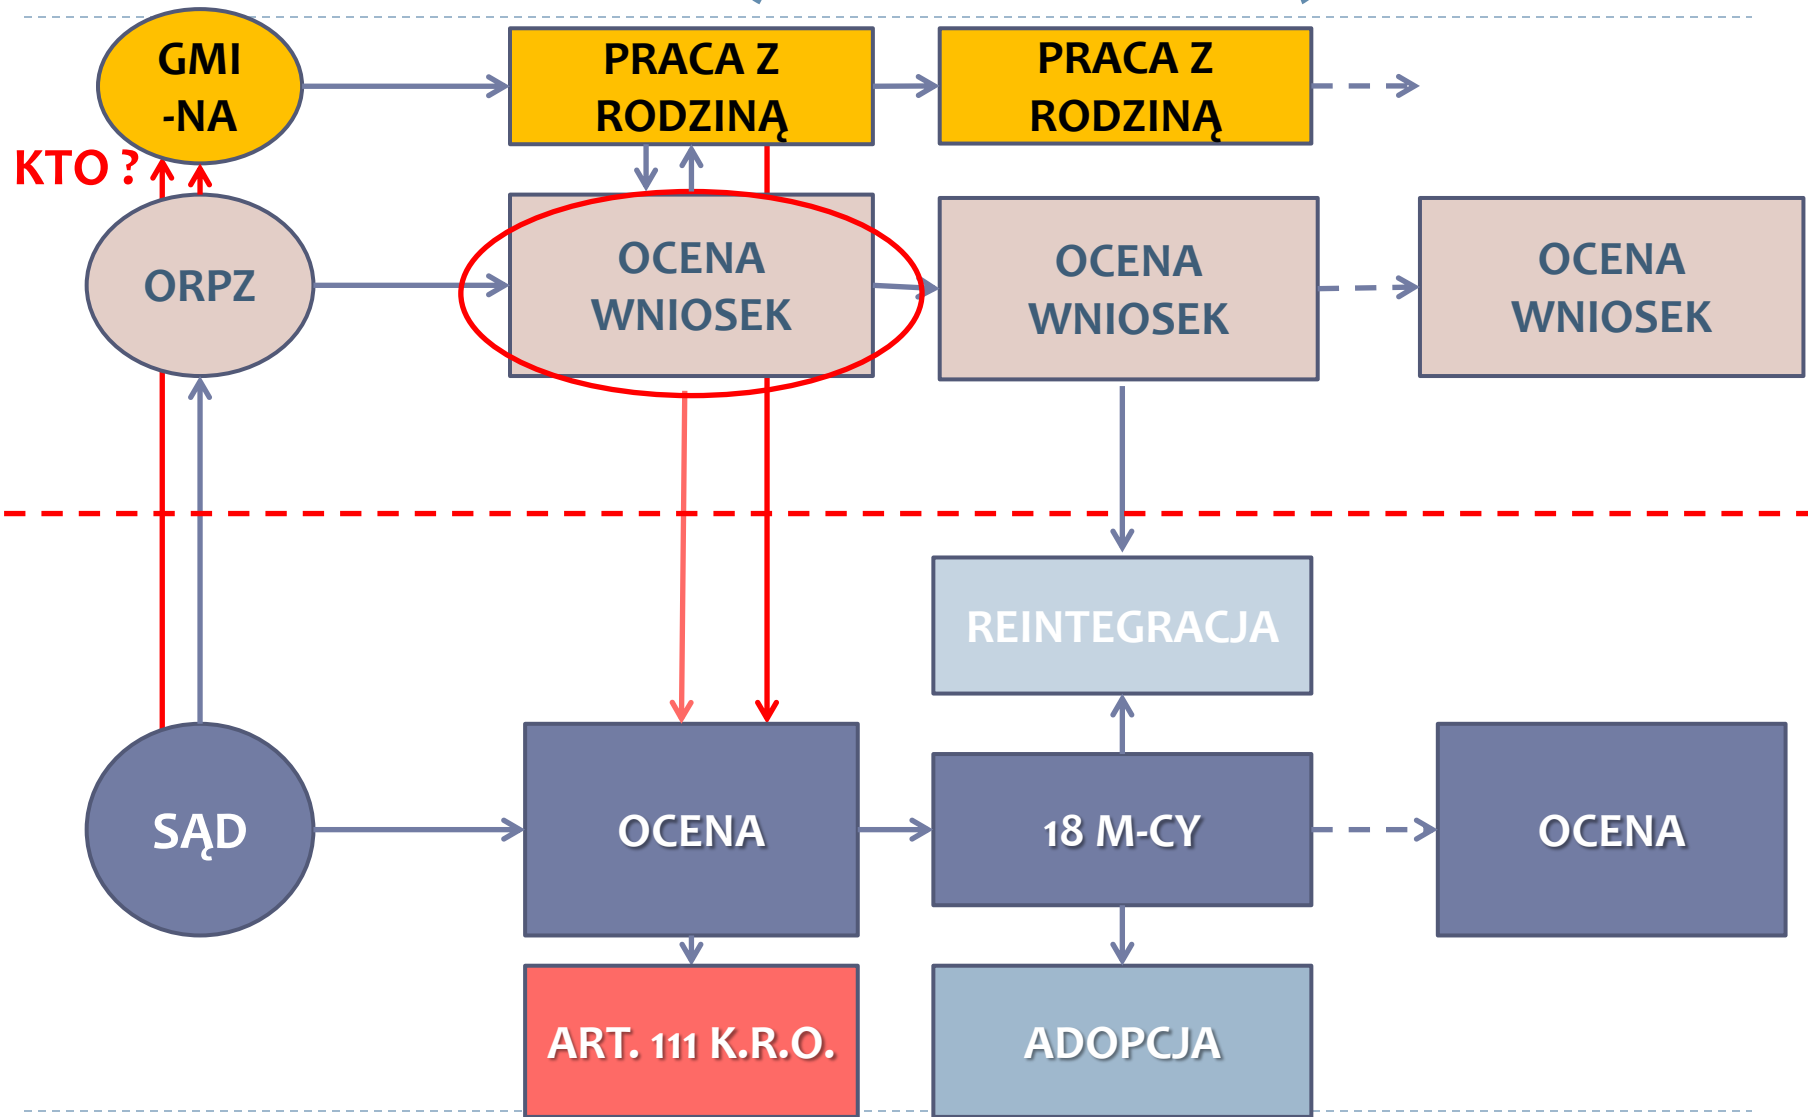 GMI
-NA
PRACA Z
RODZINĄ
PRACA Z
RODZINĄ
KTO ?
ORPZ
OCENA
WNIOSEK
OCENA
WNIOSEK
OCENA
WNIOSEK
REINTEGRACJA
SĄD
OCENA
18 M-CY
OCENA
ART. 111 K.R.O.
ADOPCJA